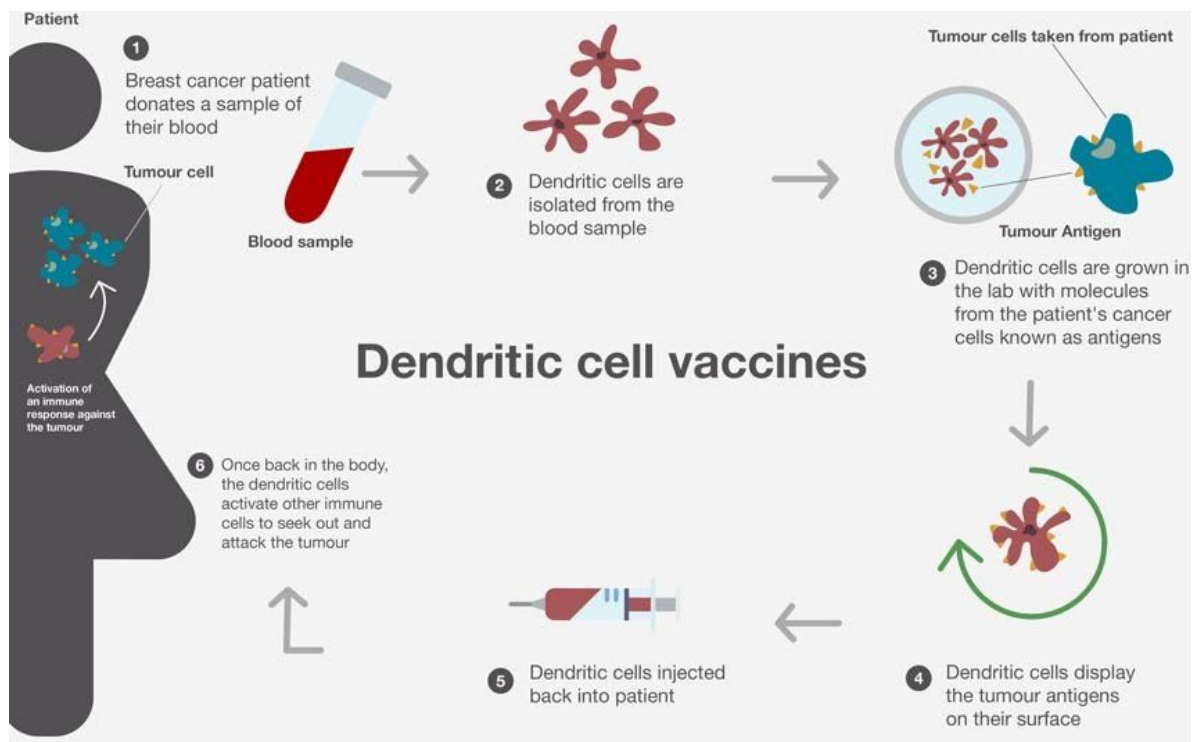 Patient
1
Breast cancer patient
donates a sample of
their blood
Tumour cell
Blood sample
2
Dendritic cells are
isolated from the
blood sample
Tumour cells taken from patient
Tumour Antigen
3
Dendritic cells are grown in
the lab with molecules
from the patient's cancer
cells known as antigens
Dendritic cell vaccines
Activation of
an immune
response against
the tumour
4
Dendritic cells display
the tumour antigens
on their surface
5
Dendritic cells injected
back into patient
6
Once back in the body,
the dendritic cells
activate other immune
cells to seek out and
attack the tumour